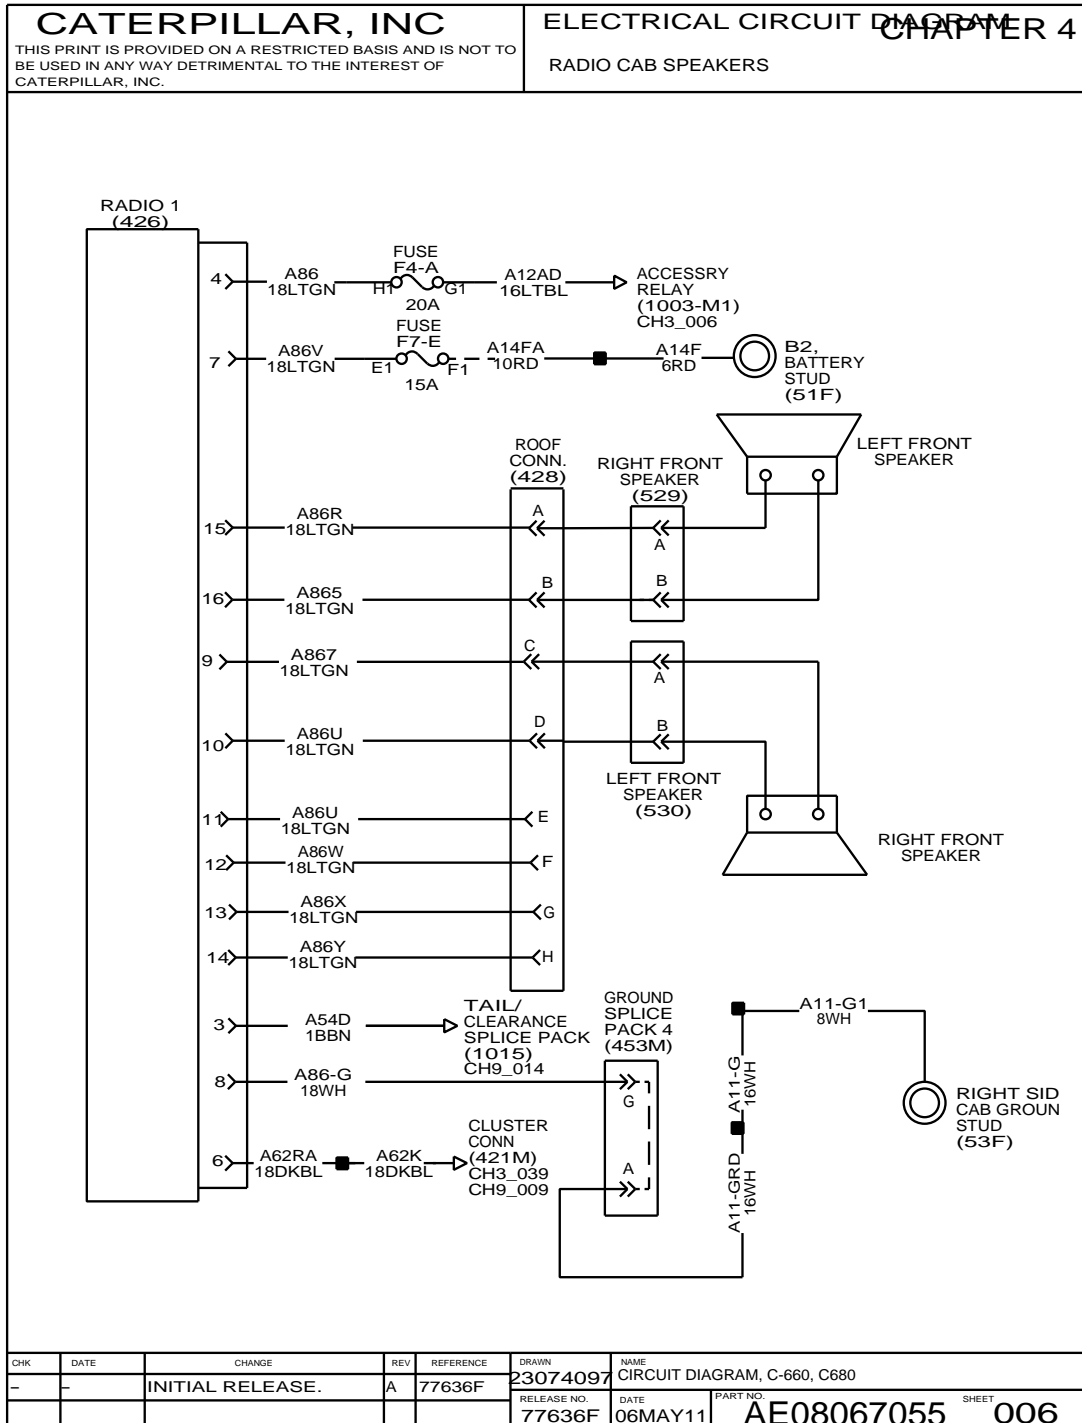 CATERPILLAR, INC
THIS PRINT IS PROVIDED ON A RESTRICTED BASIS AND IS NOT TO
BE USED IN ANY WAY DETRIMENTAL TO THE INTEREST OF
CATERPILLAR, INC.
ELECTRICAL CIRCUIT DIAGRAM
CHAPTER 4
RADIO CAB SPEAKERS
RADIO 1
(426)
4
A86
18LTGN
FUSE
F4-A
H1
G1
20A
A12AD
16LTBL
ACCESSRY
RELAY
(1003-M1)
CH3_006
7
A86V
18LTGN
FUSE
F7-E
E1
F1
15A
A14FA
10RD
A14F
6RD
B2,
BATTERY
STUD
(51F)
ROOF
CONN.
(428)
RIGHT FRONT
SPEAKER
(529)
LEFT FRONT
SPEAKER
15
A86R
18LTGN
A
A
16
A865
18LTGN
B
B
9
A867
18LTGN
C
A
10
A86U
18LTGN
D
B
LEFT FRONT
SPEAKER
(530)
RIGHT FRONT
SPEAKER
11
A86U
18LTGN
E
12
A86W
18LTGN
F
13
A86X
18LTGN
G
14
A86Y
18LTGN
H
3
A54D
1BBN
TAIL/
CLEARANCE
SPLICE PACK
(1015)
CH9_014
GROUND
SPLICE
PACK 4
(453M)
8
A86-G
18WH
G
A
6
A62RA
18DKBL
A62K
18DKBL
CLUSTER
CONN
(421M)
CH3_039
CH9_009
A11-G1
8WH
A11-G
16WH
A11-GRD
16WH
RIGHT SID
CAB GROUN
STUD
(53F)
CHK DATE CHANGE REV REFERENCE
- - INITIAL RELEASE. A 77636F
DRAWN
23074097
NAME
CIRCUIT DIAGRAM, C-660, C680
RELEASE NO.
77636F
DATE
06MAY11
PART NO.
AE08067055
SHEET
006